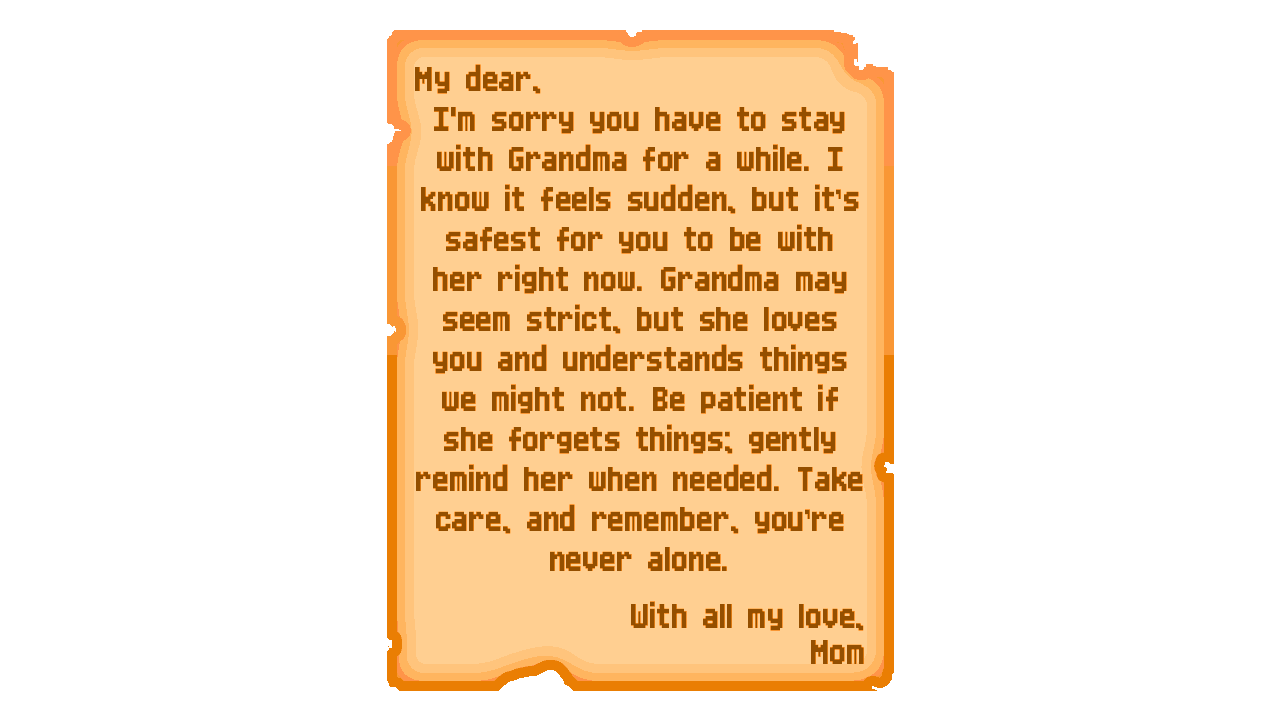 My dear,
I'm sorry you have to stay
with Grandma for a while. I
know it feels sudden, but it's
safest for you to be with
her right now. Grandma may
seem strict, but she loves
you and understands things
we might not. Be patient if
she forgets things; gently
remind her when needed. Take
care, and remember, you're
never alone.
With all my love,
Mom